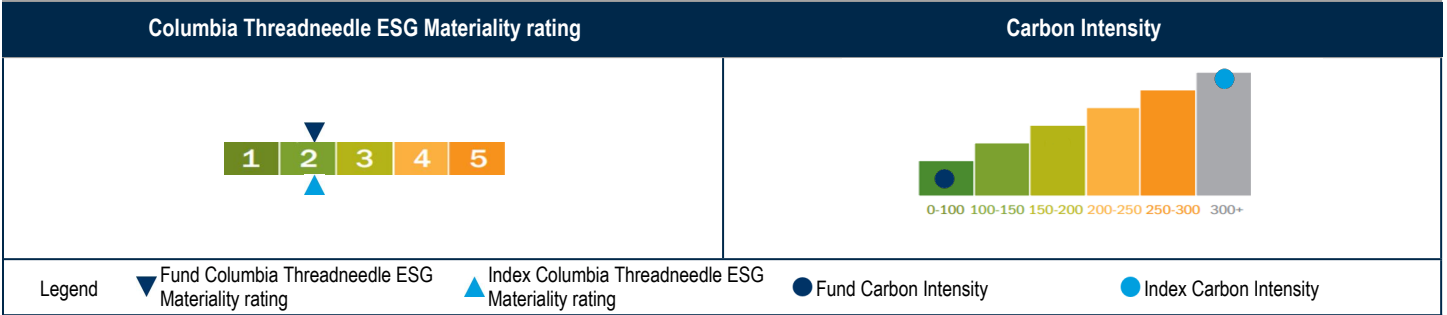 Columbia Threadneedle ESG Materiality rating
Carbon Intensity
1 2 3 4 5
0-100 100-150 150-200 200-250 250-300 300+
Legend
Fund Columbia Threadneedle ESG
Materiality rating
Index Columbia Threadneedle ESG
Materiality rating
Fund Carbon Intensity
Index Carbon Intensity